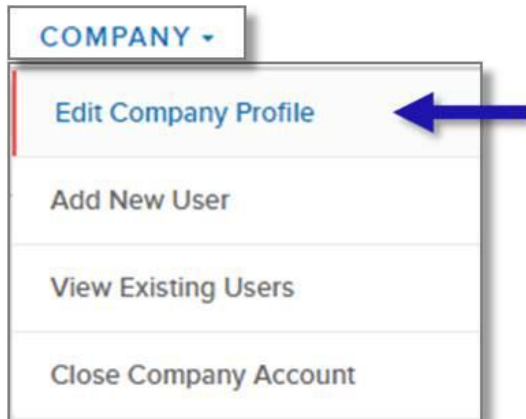 COMPANY
Edit Company Profile
Add New User
View Existing Users
Close Company Account